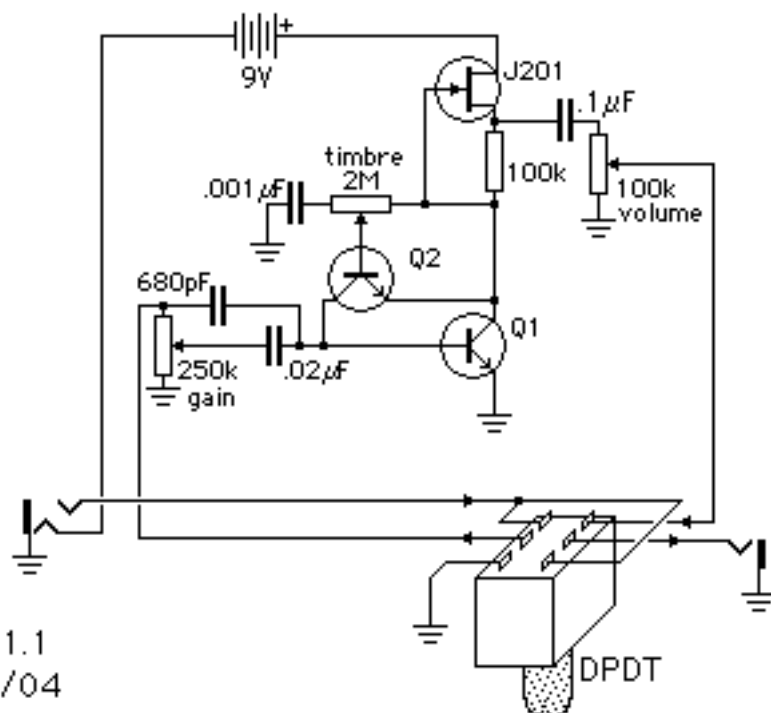 +
9V
J201
.1µF
timbre
2M
.001µF
100k
100k
volume
Q2
680pF
Q1
250k
.02µF
gain
1.1
/04
DPDT